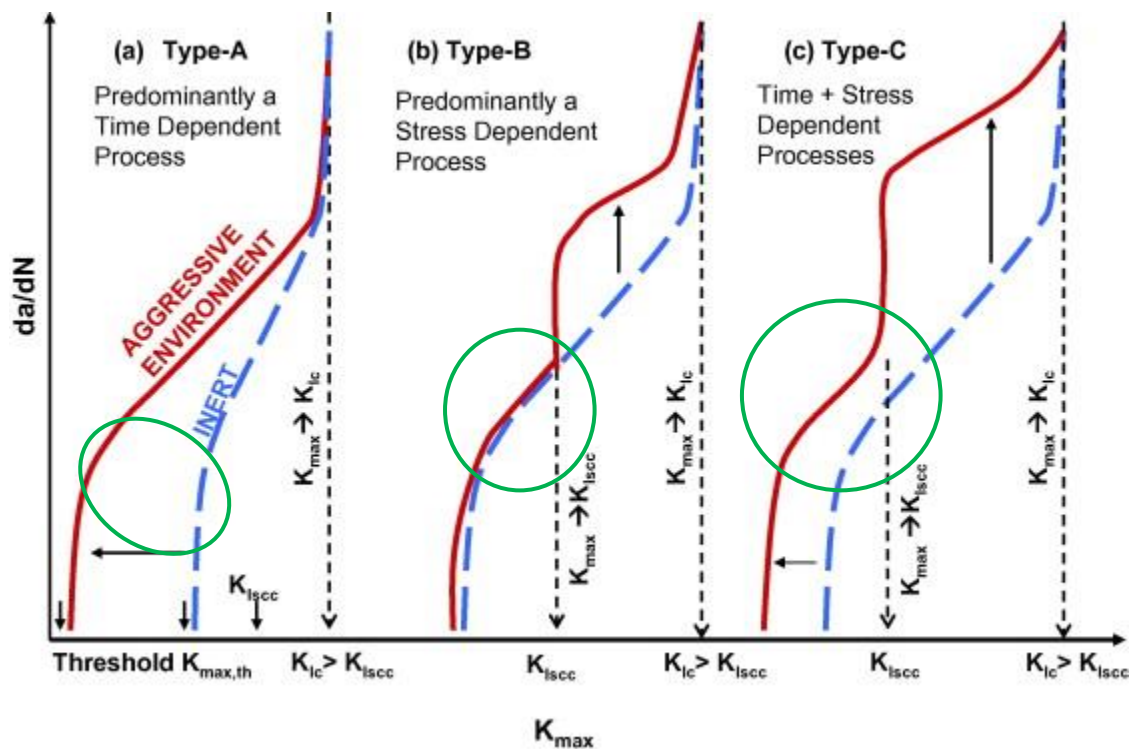 (a) Type-A
Predominantly a
Time Dependent
Process
(b) Type-B
Predominantly a
Stress Dependent
Process
(c) Type-C
Time + Stress
Dependent
Processes
da/dN
AGGRESSIVE
ENVIRONMENT
INERT
Kmax → KIc
Kmax → KIscc
Kmax → KIc
Kmax → KIscc
Kmax → KIc
KIscc
Threshold Kmax,th
KIc > KIscc
KIscc
KIc > KIscc
KIscc
KIc > KIscc
Kmax